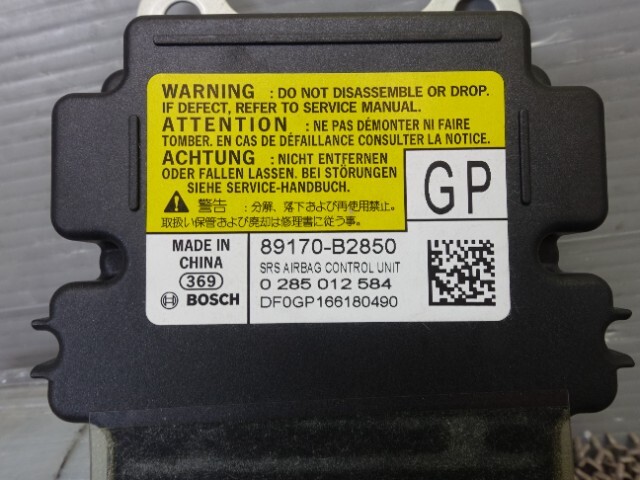 WARNING : DO NOT DISASSEMBLE OR DROP.
IF DEFECT, REFER TO SERVICE MANUAL.
ATTENTION : NE PAS DÉMONTER NI FAIRE
TOMBER. EN CAS DE DÉFAILLANCE CONSULTER LA NOTICE.
ACHTUNG : NICHT ENTFERNEN
ODER FALLEN LASSEN. BEI STÖRUNGEN
SIEHE SERVICE-HANDBUCH.
警告 : 分解、落下および再使用禁止。
取扱い保管および廃却は修理書に従う事。
GP
MADE IN
CHINA
369
BOSCH
89170-B2850
SRS AIRBAG CONTROL UNIT
0 285 012 584
DF0GP166180490